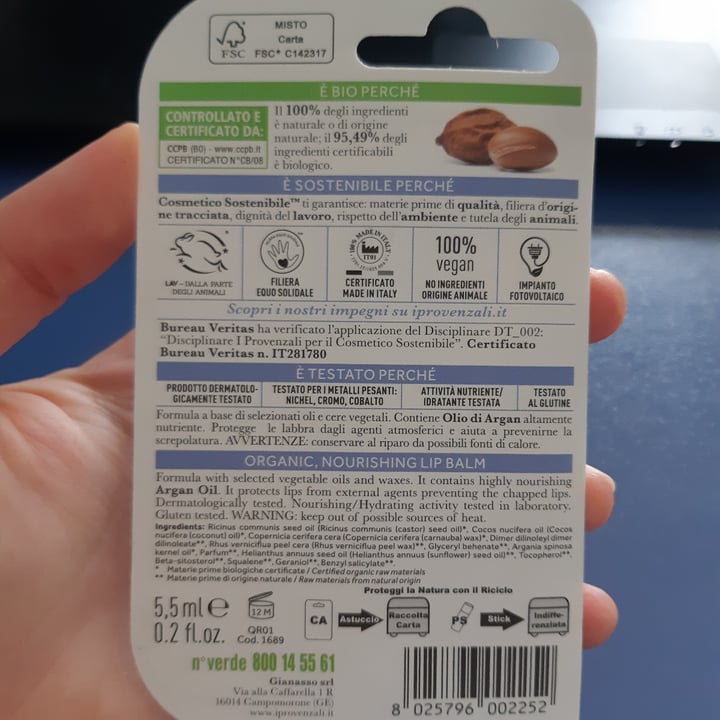 MISTO
Carta
FSC
FSC® C142317
È BIO PERCHÉ
CONTROLLATO E
CERTIFICATO DA:
CCPB (BO) - www.ccpb.it
CERTIFICATO N°CB/08
Il 100% degli ingredienti
è naturale o di origine
naturale; il 95,49% degli
ingredienti certificabili
è biologico.
È SOSTENIBILE PERCHÉ
Cosmetico Sostenibile™ ti garantisce: materie prime di qualità, filiera d'origi-
ne tracciata, dignità del lavoro, rispetto dell'ambiente e tutela degli animali.
LAV – DALLA PARTE
DEGLI ANIMALI
FILIERA
EQUO SOLIDALE
100% MADE IN ITALY
IT01
CERTIFICATO
MADE IN ITALY
100%
vegan
NO INGREDIENTI
ORIGINE ANIMALE
IMPIANTO
FOTOVOLTAICO
Scopri i nostri impegni su iprovenzali.it
Bureau Veritas ha verificato l'applicazione del Disciplinare DT_002:
“Disciplinare I Provenzali per il Cosmetico Sostenibile”. Certificato
Bureau Veritas n. IT281780
È TESTATO PERCHÉ
PRODOTTO DERMATOLO-
GICAMENTE TESTATO
TESTATO PER I METALLI PESANTI:
NICHEL, CROMO, COBALTO
ATTIVITÀ NUTRIENTE/
IDRATANTE TESTATA
TESTATO
AL GLUTINE
Formula a base di selezionati oli e cere vegetali. Contiene Olio di Argan altamente
nutriente. Protegge le labbra dagli agenti atmosferici e aiuta a prevenirne la
screpolatura. AVVERTENZE: conservare al riparo da possibili fonti di calore.
ORGANIC, NOURISHING LIP BALM
Formula with selected vegetable oils and waxes. It contains highly nourishing
Argan Oil. It protects lips from external agents preventing the chapped lips.
Dermatologically tested. Nourishing/Hydrating activity tested in laboratory.
Gluten tested. WARNING: keep out of possible sources of heat.
Ingredients: Ricinus communis seed oil (Ricinus communis (castor) seed oil)*, Cocos nucifera oil (Cocos
nucifera (coconut) oil)*, Copernicia cerifera cera (Copernicia cerifera (carnauba) wax)*, Dimer dilinoleyl dimer
dilinoleate**, Rhus verniciflua peel cera (Rhus verniciflua peel wax)**, Glyceryl behenate**, Argania spinosa
kernel oil*, Parfum**, Helianthus annuus seed oil (Helianthus annuus (sunflower) seed oil)**, Tocopherol**,
Beta-sitosterol**, Squalene**, Geraniol**, Benzyl salicylate**.
* Materie prime biologiche certificate / Certified organic raw materials
** Materie prime di origine naturale / Raw materials from natural origin
Proteggi la Natura con il Riciclo
5,5 ml e
0.2 fl.oz.
12 M
QR01
Cod. 1689
CA
Astuccio
Raccolta
Carta
PS
Stick
Indiffe-
renziata
n°verde 800 14 55 61
Gianasso srl
Via alla Caffarella 1 R
16014 Campomorone (GE)
www.iprovenzali.it
8 025796 002252